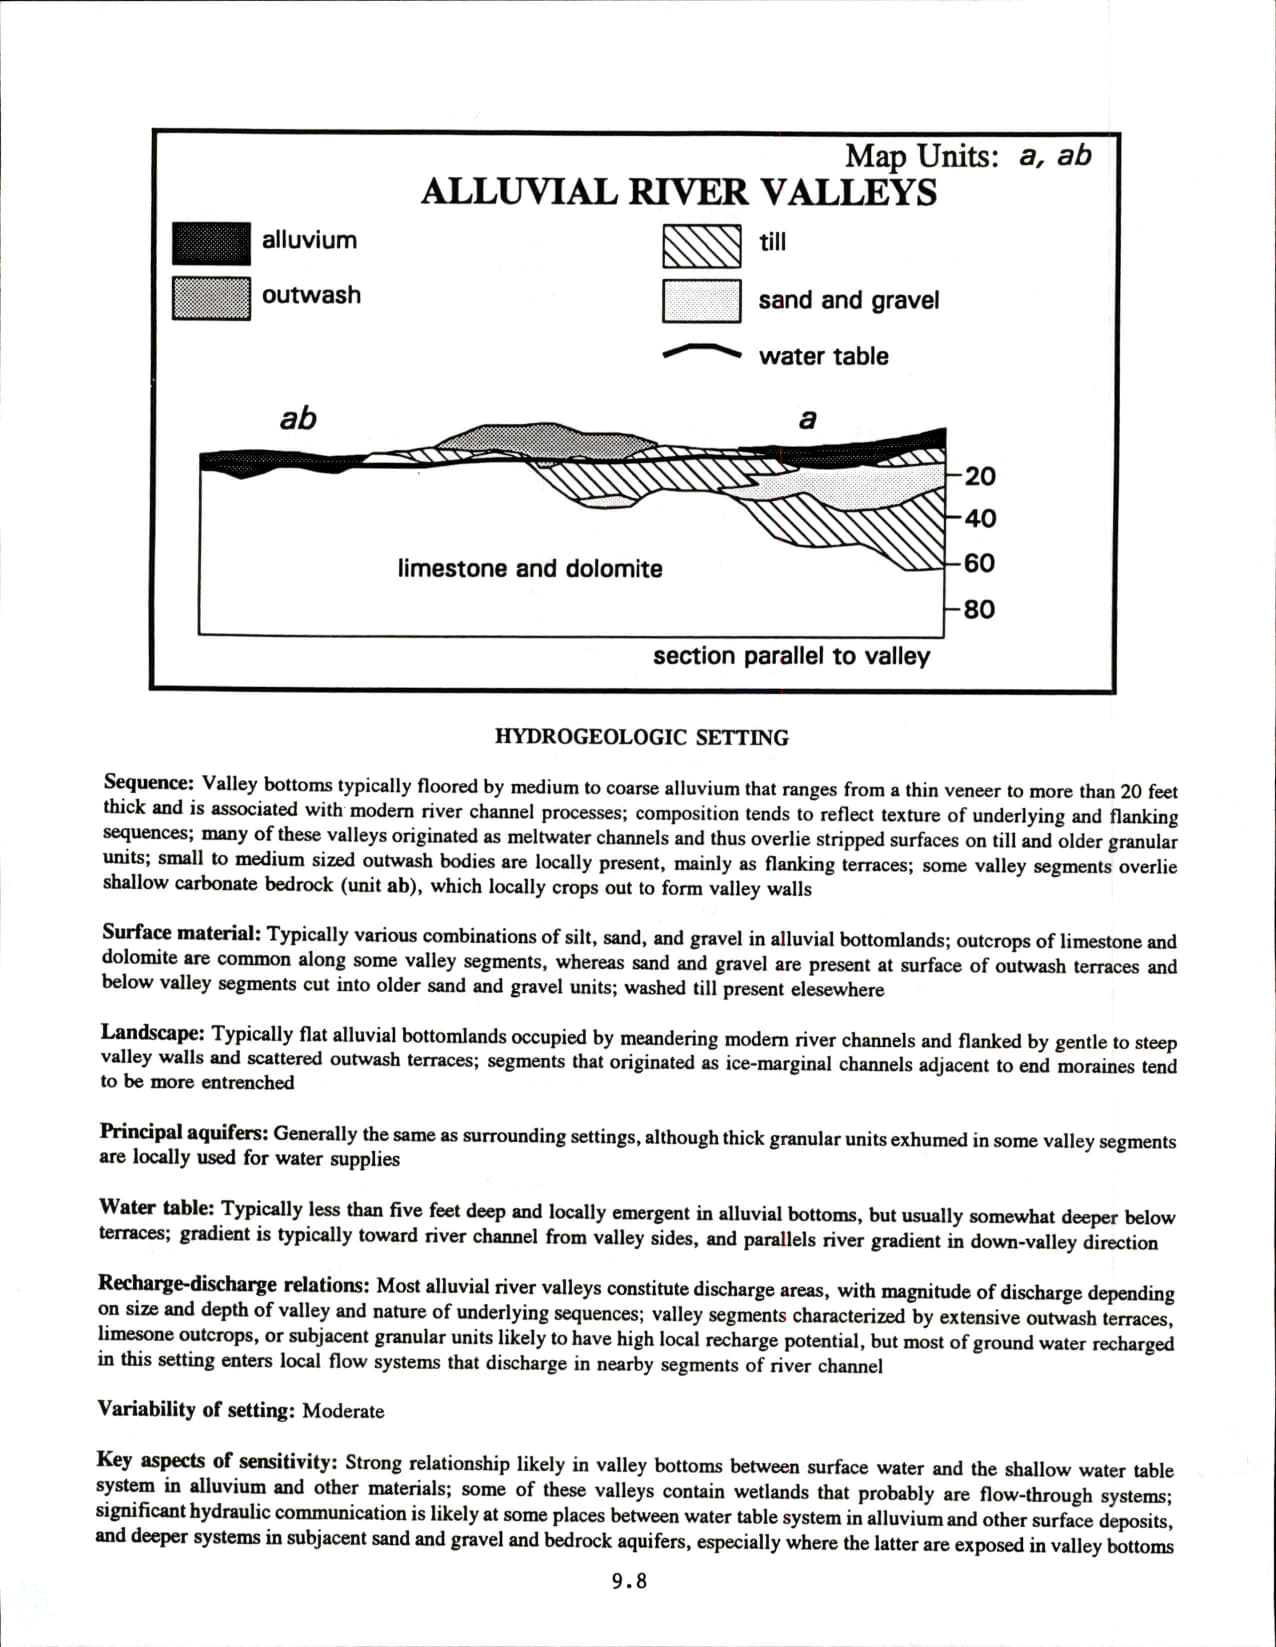 Map Units: a, ab
ALLUVIAL RIVER VALLEYS
alluvium
till
outwash
sand and gravel
water table
ab
a
20
40
60
80
limestone and dolomite
section parallel to valley
HYDROGEOLOGIC SETTING
Sequence: Valley bottoms typically floored by medium to coarse alluvium that ranges from a thin veneer to more than 20 feet
thick and is associated with modern river channel processes; composition tends to reflect texture of underlying and flanking
sequences; many of these valleys originated as meltwater channels and thus overlie stripped surfaces on till and older granular
units; small to medium sized outwash bodies are locally present, mainly as flanking terraces; some valley segments overlie
shallow carbonate bedrock (unit ab), which locally crops out to form valley walls
Surface material: Typically various combinations of silt, sand, and gravel in alluvial bottomlands; outcrops of limestone and
dolomite are common along some valley segments, whereas sand and gravel are present at surface of outwash terraces and
below valley segments cut into older sand and gravel units; washed till present elesewhere
Landscape: Typically flat alluvial bottomlands occupied by meandering modern river channels and flanked by gentle to steep
valley walls and scattered outwash terraces; segments that originated as ice-marginal channels adjacent to end moraines tend
to be more entrenched
Principal aquifers: Generally the same as surrounding settings, although thick granular units exhumed in some valley segments
are locally used for water supplies
Water table: Typically less than five feet deep and locally emergent in alluvial bottoms, but usually somewhat deeper below
terraces; gradient is typically toward river channel from valley sides, and parallels river gradient in down-valley direction
Recharge-discharge relations: Most alluvial river valleys constitute discharge areas, with magnitude of discharge depending
on size and depth of valley and nature of underlying sequences; valley segments characterized by extensive outwash terraces,
limesone outcrops, or subjacent granular units likely to have high local recharge potential, but most of ground water recharged
in this setting enters local flow systems that discharge in nearby segments of river channel
Variability of setting: Moderate
Key aspects of sensitivity: Strong relationship likely in valley bottoms between surface water and the shallow water table
system in alluvium and other materials; some of these valleys contain wetlands that probably are flow-through systems;
significant hydraulic communication is likely at some places between water table system in alluvium and other surface deposits,
and deeper systems in subjacent sand and gravel and bedrock aquifers, especially where the latter are exposed in valley bottoms
9.8